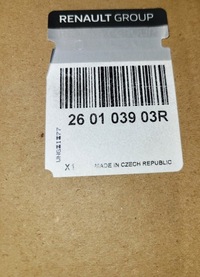 RENAULT GROUP
26 01 039 03R
X1
MADE IN CZECH REPUBLIC